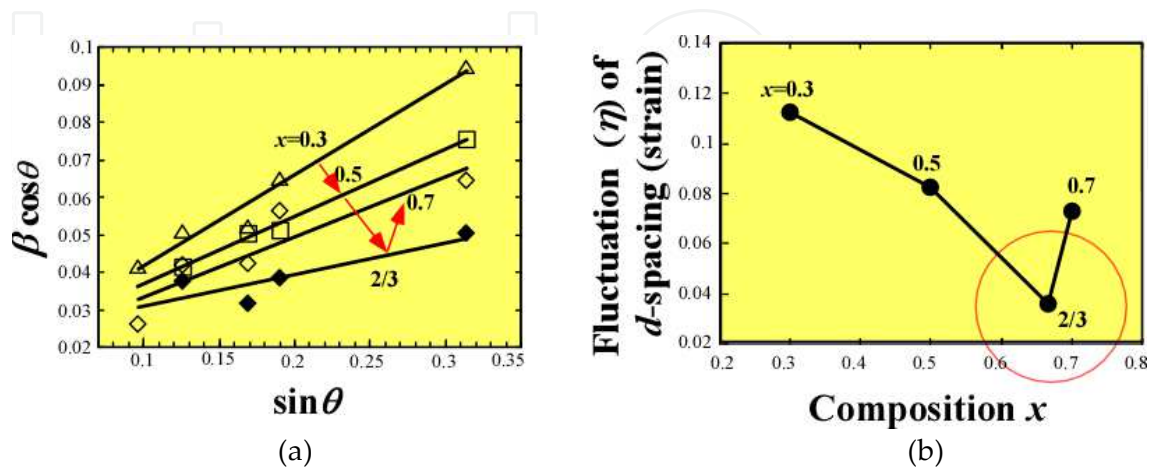 0.1
0.09
0.08
0.07
0.06
0.05
0.04
0.03
0.02
β cosθ
x=0.3
0.5
0.7
2/3
0.1 0.15 0.20 0.25 0.30 0.35
sinθ
(a)
Fluctuation (η) of
d-spacing (strain)
0.14
0.12
0.10
0.08
0.06
0.04
0.02
x=0.3
0.5
0.7
2/3
0.2 0.3 0.4 0.5 0.6 0.7 0.8
Composition x
(b)